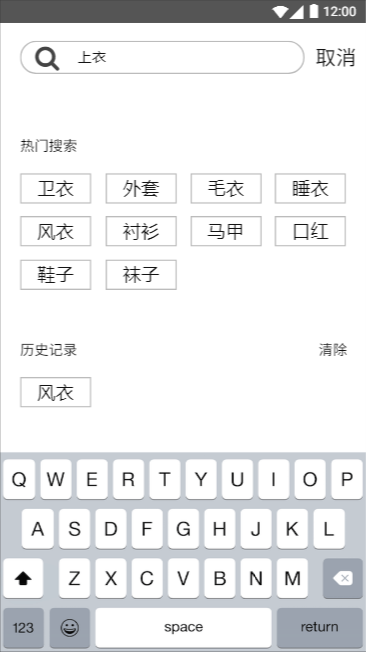 12:00
上衣 取消
热门搜索
卫衣 外套 毛衣 睡衣
风衣 衬衫 马甲 口红
鞋子 袜子
历史记录 清除
风衣
Q W E R T Y U I O P
A S D F G H J K L
Z X C V B N M
123 space return